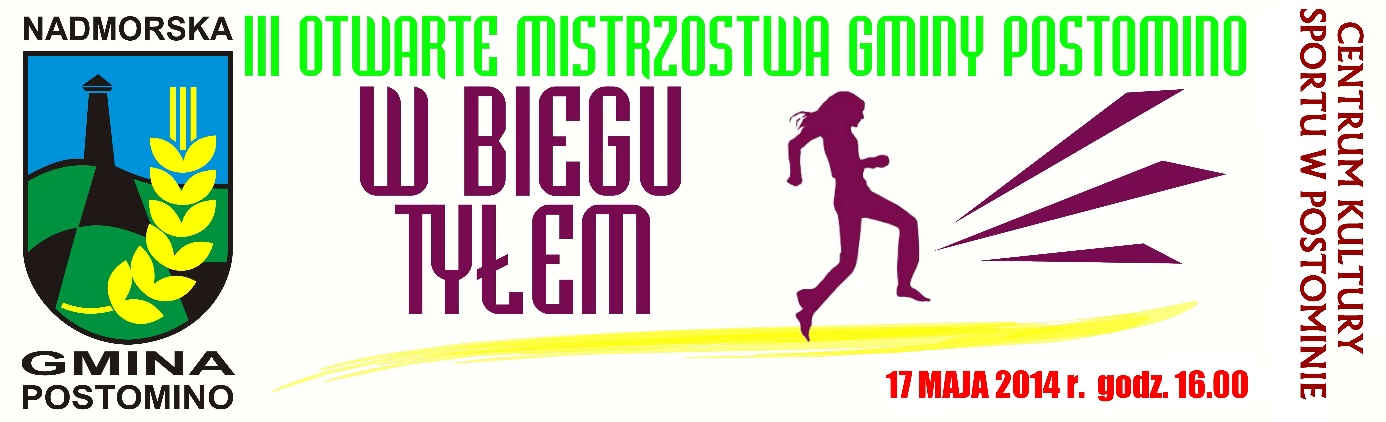 NADMORSKA
GMINA
POSTOMINO
III OTWARTE MISTRZOSTWA GMINY POSTOMINO
W BIEGU
TYŁEM
17 MAJA 2014 r. godz. 16.00
CENTRUM KULTURY
SPORTU W POSTOMINIE